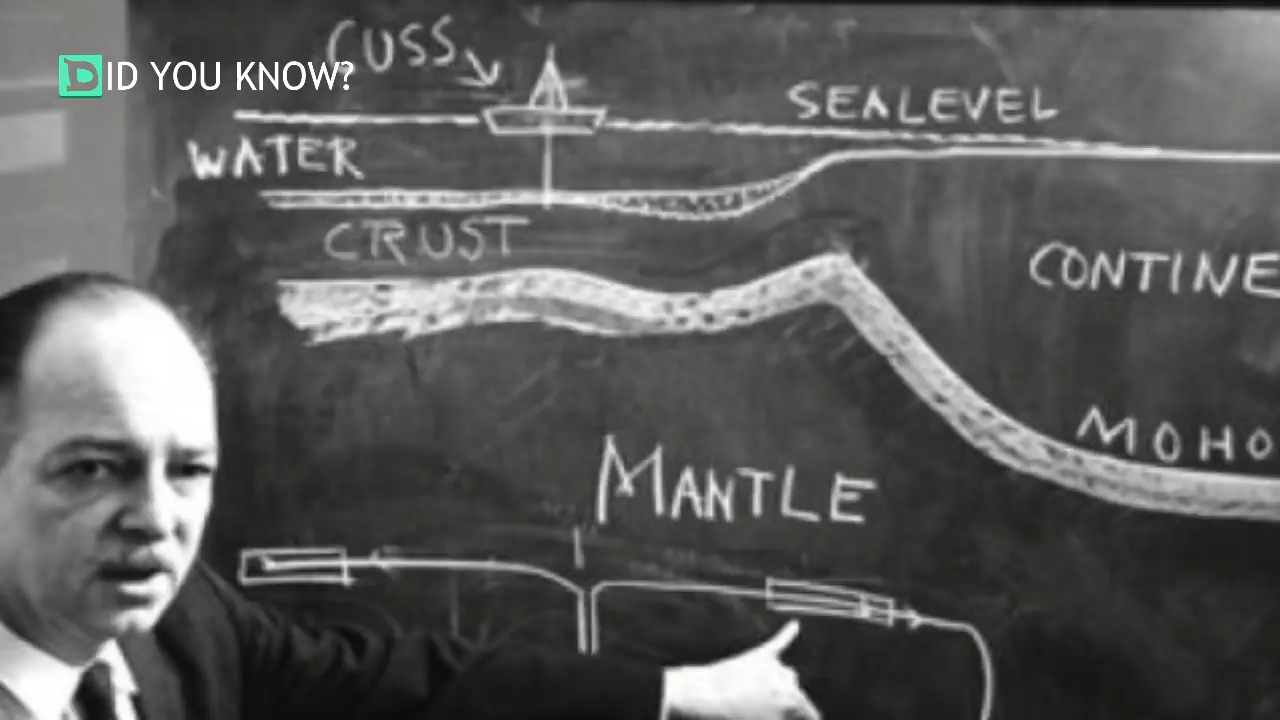 DID YOU KNOW?
CUSS
SEALEVEL
WATER
CRUST
CONTINE
MOHO
MANTLE